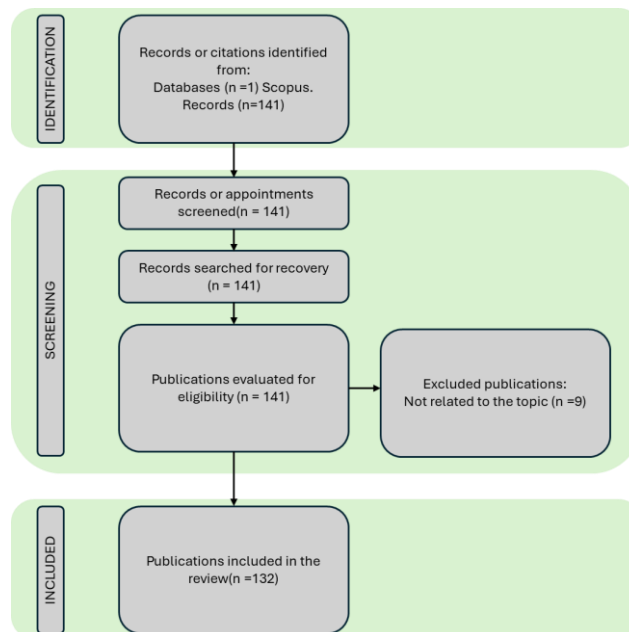 IDENTIFICATION
Records or citations identified
from:
Databases (n =1) Scopus.
Records (n=141)
SCREENING
Records or appointments
screened(n = 141)
Records searched for recovery
(n = 141)
Publications evaluated for
eligibility (n = 141)
Excluded publications:
Not related to the topic (n =9)
INCLUDED
Publications included in the
review(n =132)